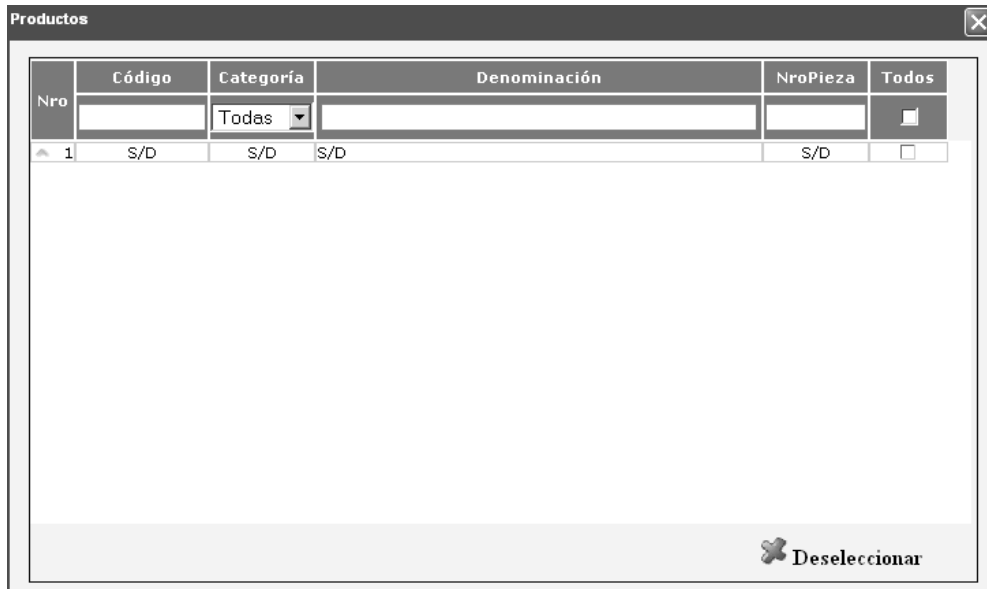 Productos
Nro Código Categoría Denominación NroPieza Todos
Todas
1 S/D S/D S/D S/D
Deseleccionar